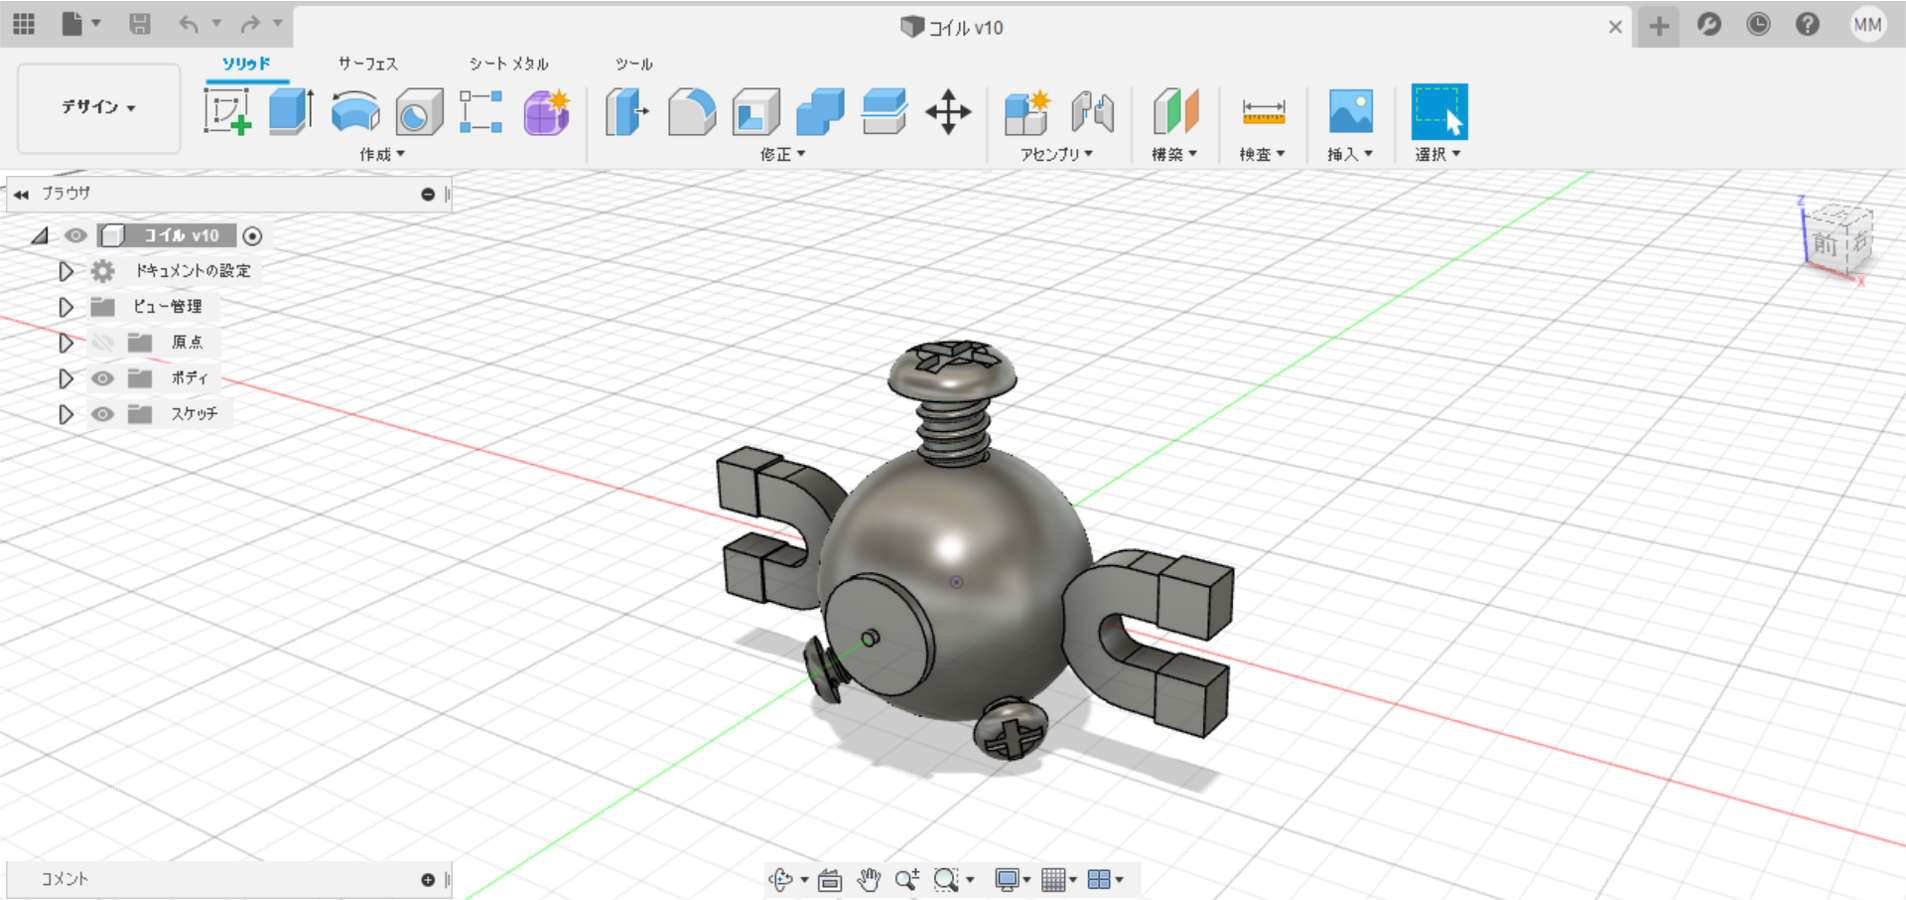 コイル v10
MM
ソリッド サーフェス シート メタル ツール
デザイン
作成 修正 アセンブリ 構築 検査 挿入 選択
ブラウザ
コイル v10
ドキュメントの設定
ビュー管理
原点
ボディ
スケッチ
Z
前 右
X
コメント